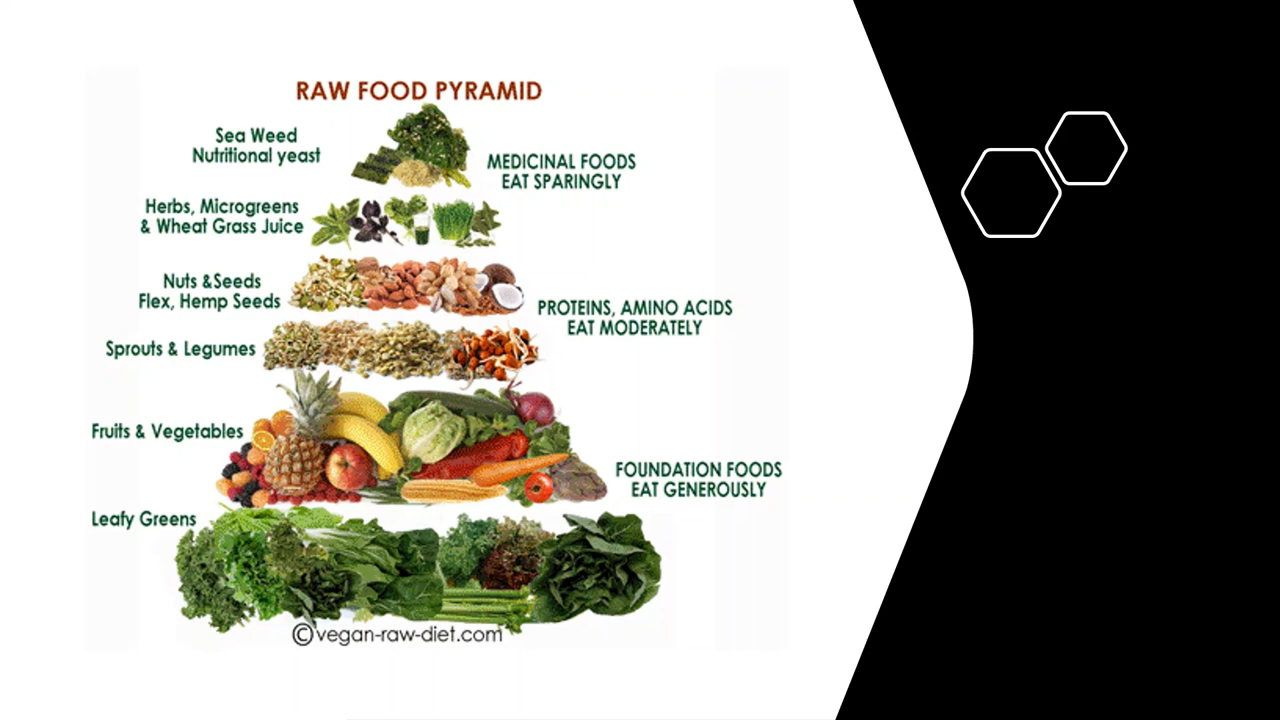 RAW FOOD PYRAMID
Sea Weed
Nutritional yeast
MEDICINAL FOODS
EAT SPARINGLY
Herbs, Microgreens
& Wheat Grass Juice
Nuts &Seeds
Flex, Hemp Seeds
PROTEINS, AMINO ACIDS
EAT MODERATELY
Sprouts & Legumes
Fruits & Vegetables
FOUNDATION FOODS
EAT GENEROUSLY
Leafy Greens
©vegan-raw-diet.com